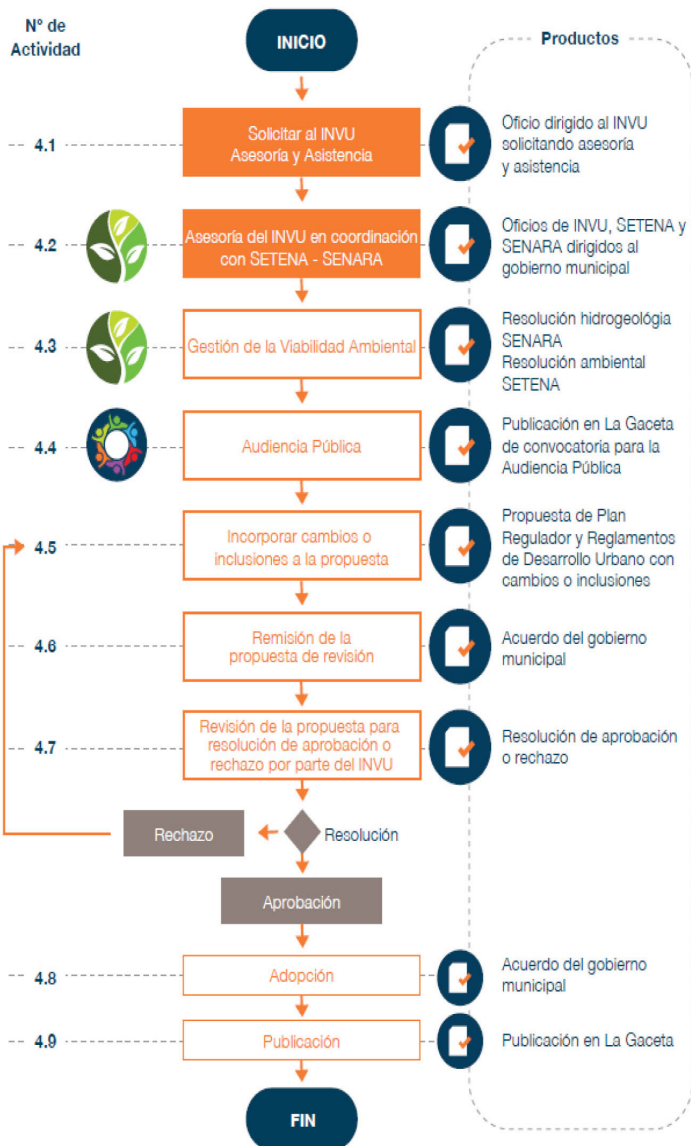 N° de
Actividad
INICIO
Productos
4.1
Solicitar al INVU
Asesoría y Asistencia
Oficio dirigido al INVU
solicitando asesoría
y asistencia
4.2
Asesoría del INVU en coordinación
con SETENA - SENARA
Oficios de INVU, SETENA y
SENARA dirigidos al
gobierno municipal
4.3
Gestión de la Viabilidad Ambiental
Resolución hidrogeológia
SENARA
Resolución ambiental
SETENA
4.4
Audiencia Pública
Publicación en La Gaceta
de convocatoria para la
Audiencia Pública
4.5
Incorporar cambios o
inclusiones a la propuesta
Propuesta de Plan
Regulador y Reglamentos
de Desarrollo Urbano con
cambios o inclusiones
4.6
Remisión de la
propuesta de revisión
Acuerdo del gobierno
municipal
4.7
Revisión de la propuesta para
resolución de aprobación o
rechazo por parte del INVU
Resolución de aprobación
o rechazo
Rechazo
Resolución
Aprobación
4.8
Adopción
Acuerdo del gobierno
municipal
4.9
Publicación
Publicación en La Gaceta
FIN